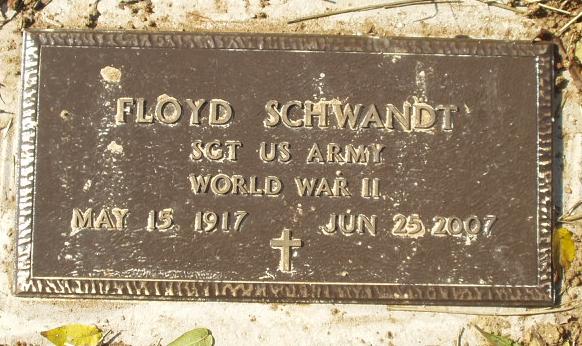 FLOYD SCHWANDT
SGT US ARMY
WORLD WAR II
MAY 15 1917 JUN 25 2007